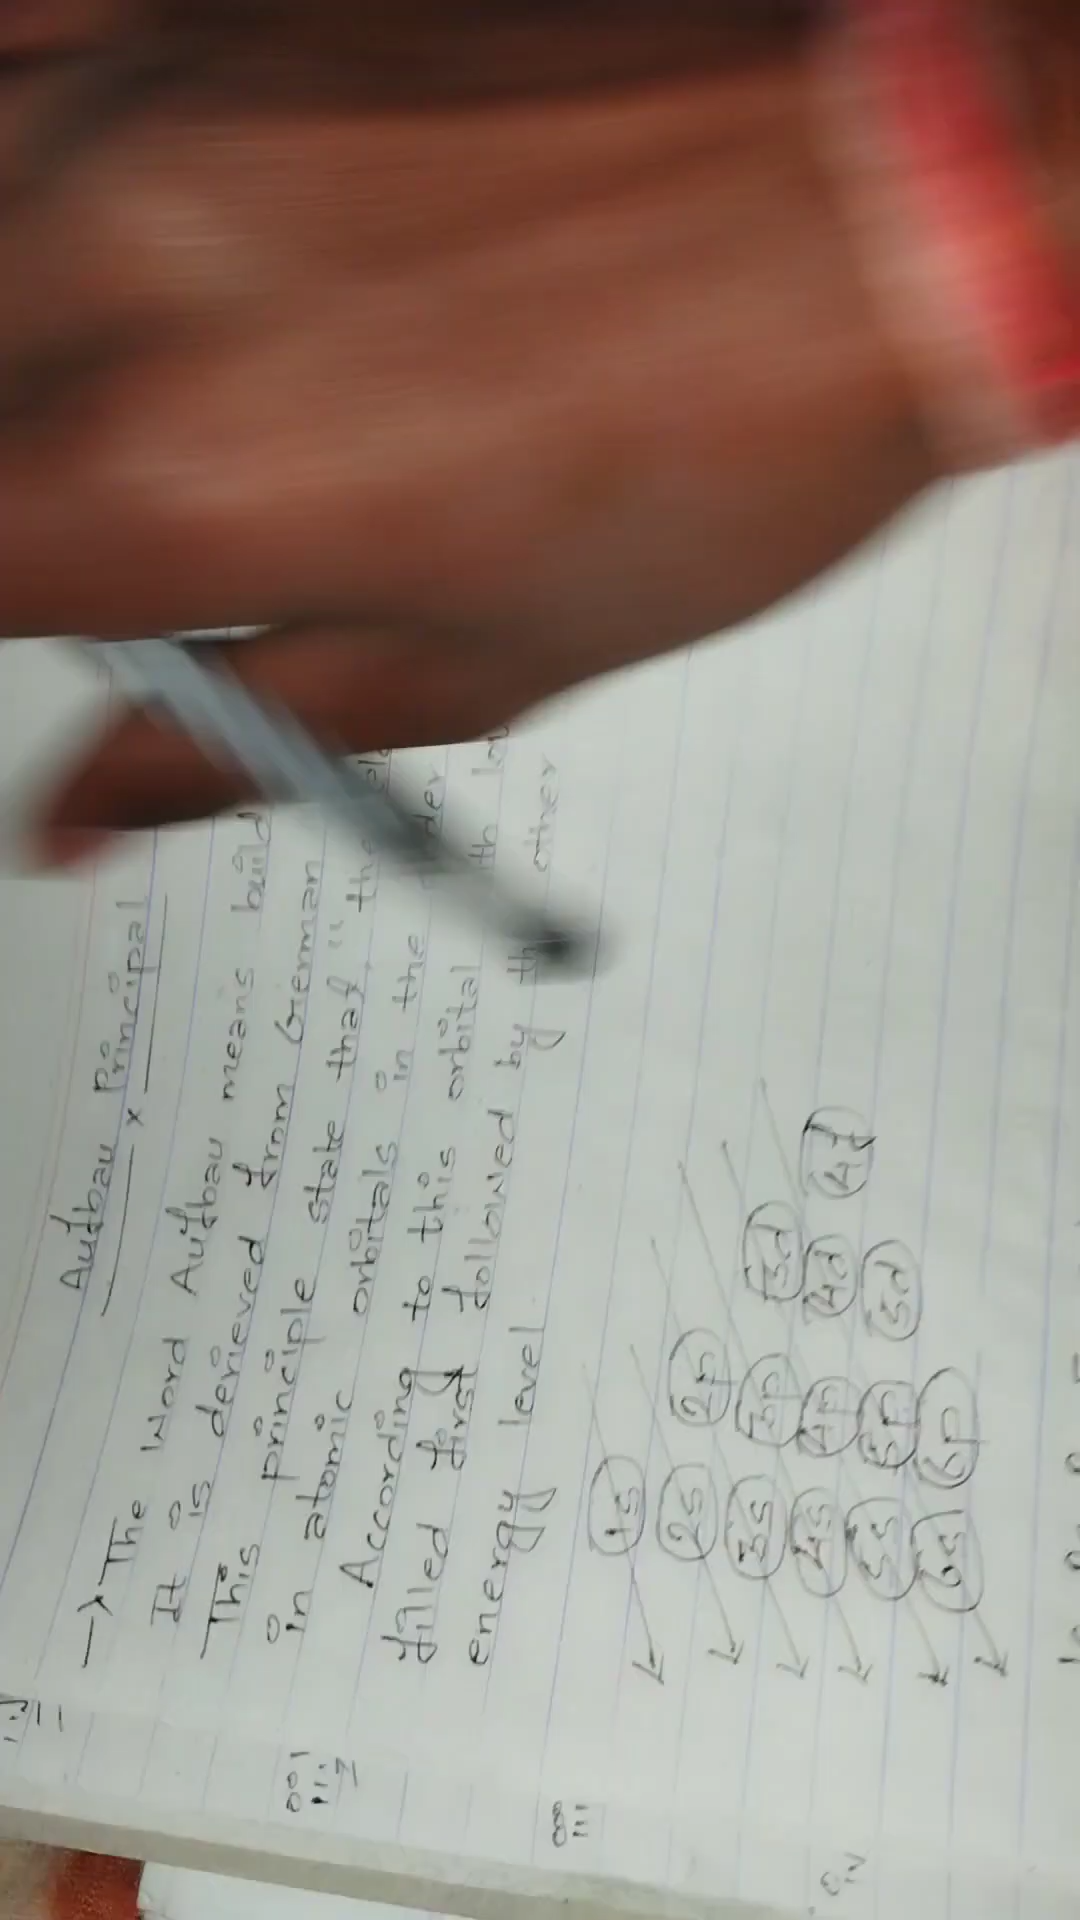 Aufbau Principal
x
→ The word Aufbau means build
It is derieved from German
This principle state that, "the
in atomic orbitals in the
According to this orbital
filled first followed by other
energy level
1s
2s 2p
3s 3p 3d
4s 4p 4d 4f
5s 5p 5d
6s 6p